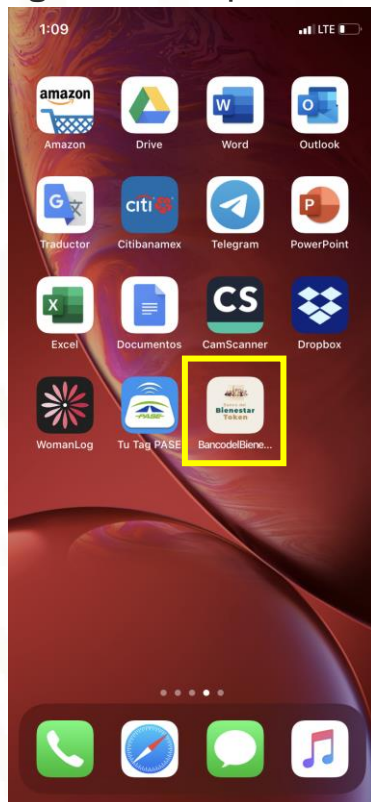 1:09 LTE
amazon
Amazon Drive Word Outlook
W O
G citi P
Traductor Citibanamex Telegram PowerPoint
X CS
Excel Documentos CamScanner Dropbox
PASE
Bienestar
Token
WomanLog Tu Tag PASE BancodelBiene...